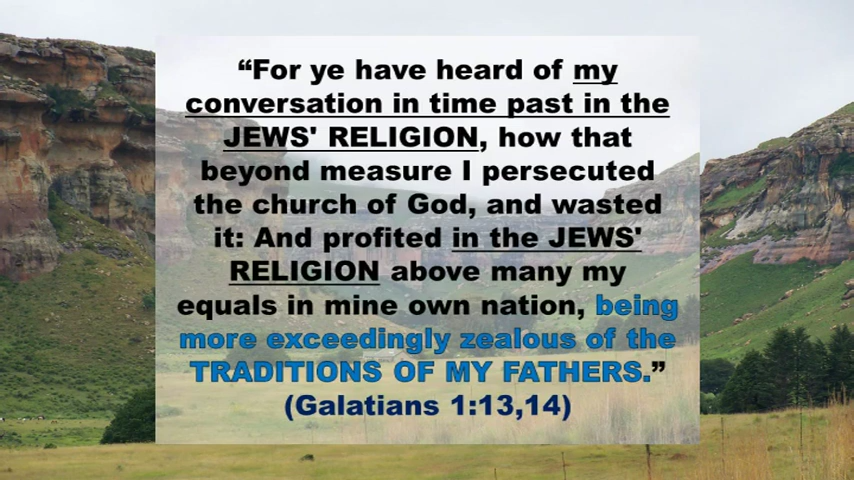 “For ye have heard of my
conversation in time past in the
JEWS' RELIGION, how that
beyond measure I persecuted
the church of God, and wasted
it: And profited in the JEWS'
RELIGION above many my
equals in mine own nation, being
more exceedingly zealous of the
TRADITIONS OF MY FATHERS.”
(Galatians 1:13,14)